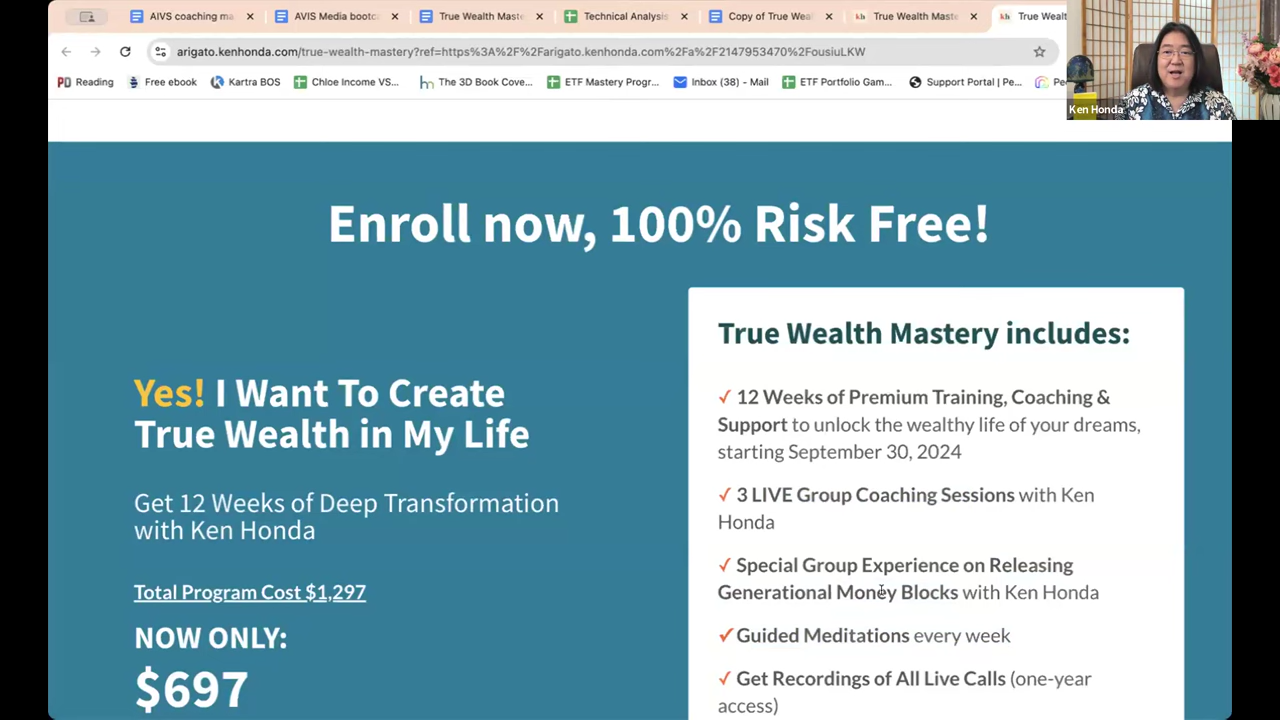 AIVS coaching ma
AVIS Media bootc
True Wealth Maste
Technical Analysis
Copy of True Wea
kh True Wealth Maste
kh True Wealt
arigato.kenhonda.com/true-wealth-mastery?ref=https%3A%2F%2Farigato.kenhonda.com%2Fa%2F2147953470%2FousiuLKW
PD Reading
Free ebook
Kartra BOS
Chloe Income VS...
The 3D Book Cove...
ETF Mastery Progr...
Inbox (38) - Mail
ETF Portfolio Gam...
Support Portal | Pe...
Pe
Ken Honda
Enroll now, 100% Risk Free!
Yes! I Want To Create
True Wealth in My Life
Get 12 Weeks of Deep Transformation
with Ken Honda
Total Program Cost $1,297
NOW ONLY:
$697
True Wealth Mastery includes:
✓ 12 Weeks of Premium Training, Coaching &
Support to unlock the wealthy life of your dreams,
starting September 30, 2024
✓ 3 LIVE Group Coaching Sessions with Ken
Honda
✓ Special Group Experience on Releasing
Generational Money Blocks with Ken Honda
✓ Guided Meditations every week
✓ Get Recordings of All Live Calls (one-year
access)